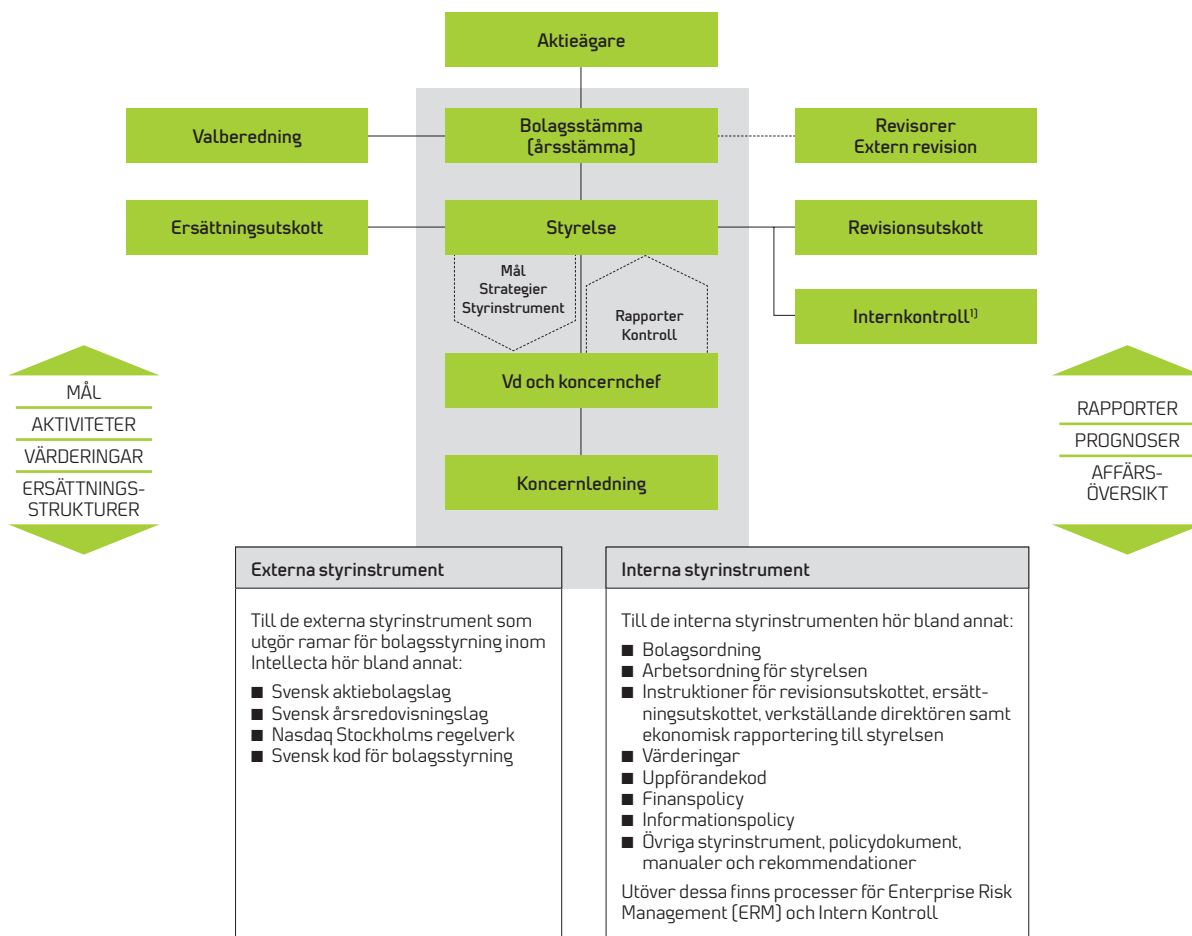 Aktieägare
Valberedning
Bolagsstämma
(årsstämma)
Revisorer
Extern revision
Ersättningsutskott
Styrelse
Revisionsutskott
Mål
Strategier
Styrinstrument
Rapporter
Kontroll
Internkontroll¹⁾
Vd och koncernchef
Koncernledning
MÅL
AKTIVITETER
VÄRDERINGAR
ERSÄTTNINGS-
STRUKTURER
RAPPORTER
PROGNOSER
AFFÄRS-
ÖVERSIKT
Externa styrinstrument
Till de externa styrinstrument som
utgör ramar för bolagsstyrning inom
Intellecta hör bland annat:
■ Svensk aktiebolagslag
■ Svensk årsredovisningslag
■ Nasdaq Stockholms regelverk
■ Svensk kod för bolagsstyrning
Interna styrinstrument
Till de interna styrinstrumenten hör bland annat:
■ Bolagsordning
■ Arbetsordning för styrelsen
■ Instruktioner för revisionsutskottet, ersätt-
ningsutskottet, verkställande direktören samt
ekonomisk rapportering till styrelsen
■ Värderingar
■ Uppförandekod
■ Finanspolicy
■ Informationspolicy
■ Övriga styrinstrument, policydokument,
manualer och rekommendationer
Utöver dessa finns processer för Enterprise Risk
Management (ERM) och Intern Kontroll